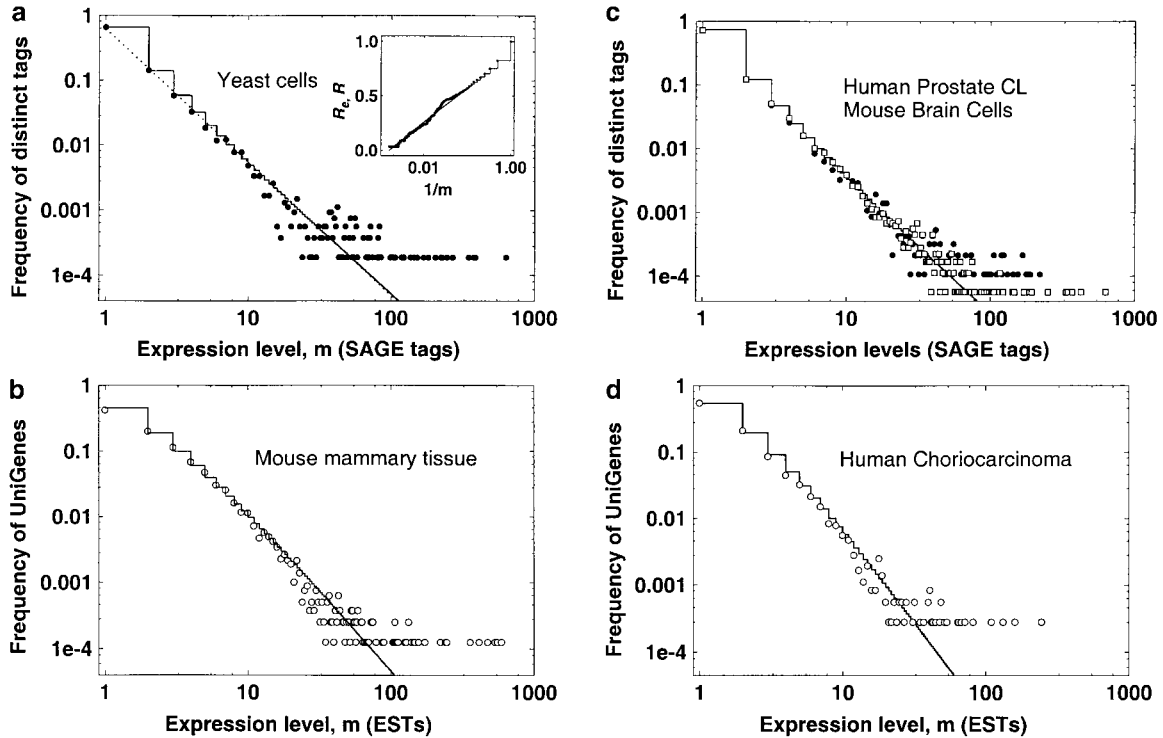 a
Frequency of distinct tags
1
0.1
0.01
0.001
1e-4
Yeast cells
Re, R
1.0
0.5
0.0
0.01
1.00
1/m
1
10
100
1000
Expression level, m (SAGE tags)
c
Frequency of distinct tags
1
0.1
0.01
0.001
1e-4
Human Prostate CL
Mouse Brain Cells
1
10
100
1000
Expression levels (SAGE tags)
b
Frequency of UniGenes
1
0.1
0.01
0.001
1e-4
Mouse mammary tissue
1
10
100
1000
Expression level, m (ESTs)
d
Frequency of UniGenes
1
0.1
0.01
0.001
1e-4
Human Choriocarcinoma
1
10
100
1000
Expression level, m (ESTs)